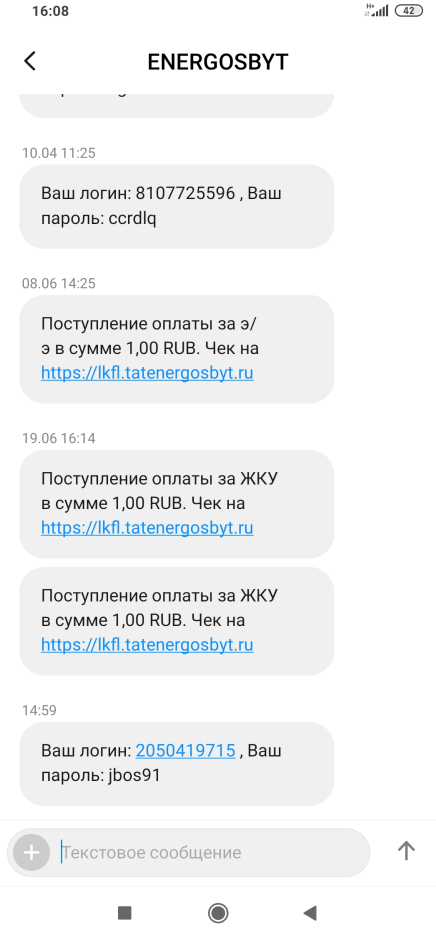 16:08
H+
42
ENERGOSBYT
10.04 11:25
Ваш логин: 8107725596 , Ваш
пароль: ccrdlq
08.06 14:25
Поступление оплаты за э/
э в сумме 1,00 RUB. Чек на
https://lkfl.tatenergosbyt.ru
19.06 16:14
Поступление оплаты за ЖКУ
в сумме 1,00 RUB. Чек на
https://lkfl.tatenergosbyt.ru
Поступление оплаты за ЖКУ
в сумме 1,00 RUB. Чек на
https://lkfl.tatenergosbyt.ru
14:59
Ваш логин: 2050419715 , Ваш
пароль: jbos91
Текстовое сообщение